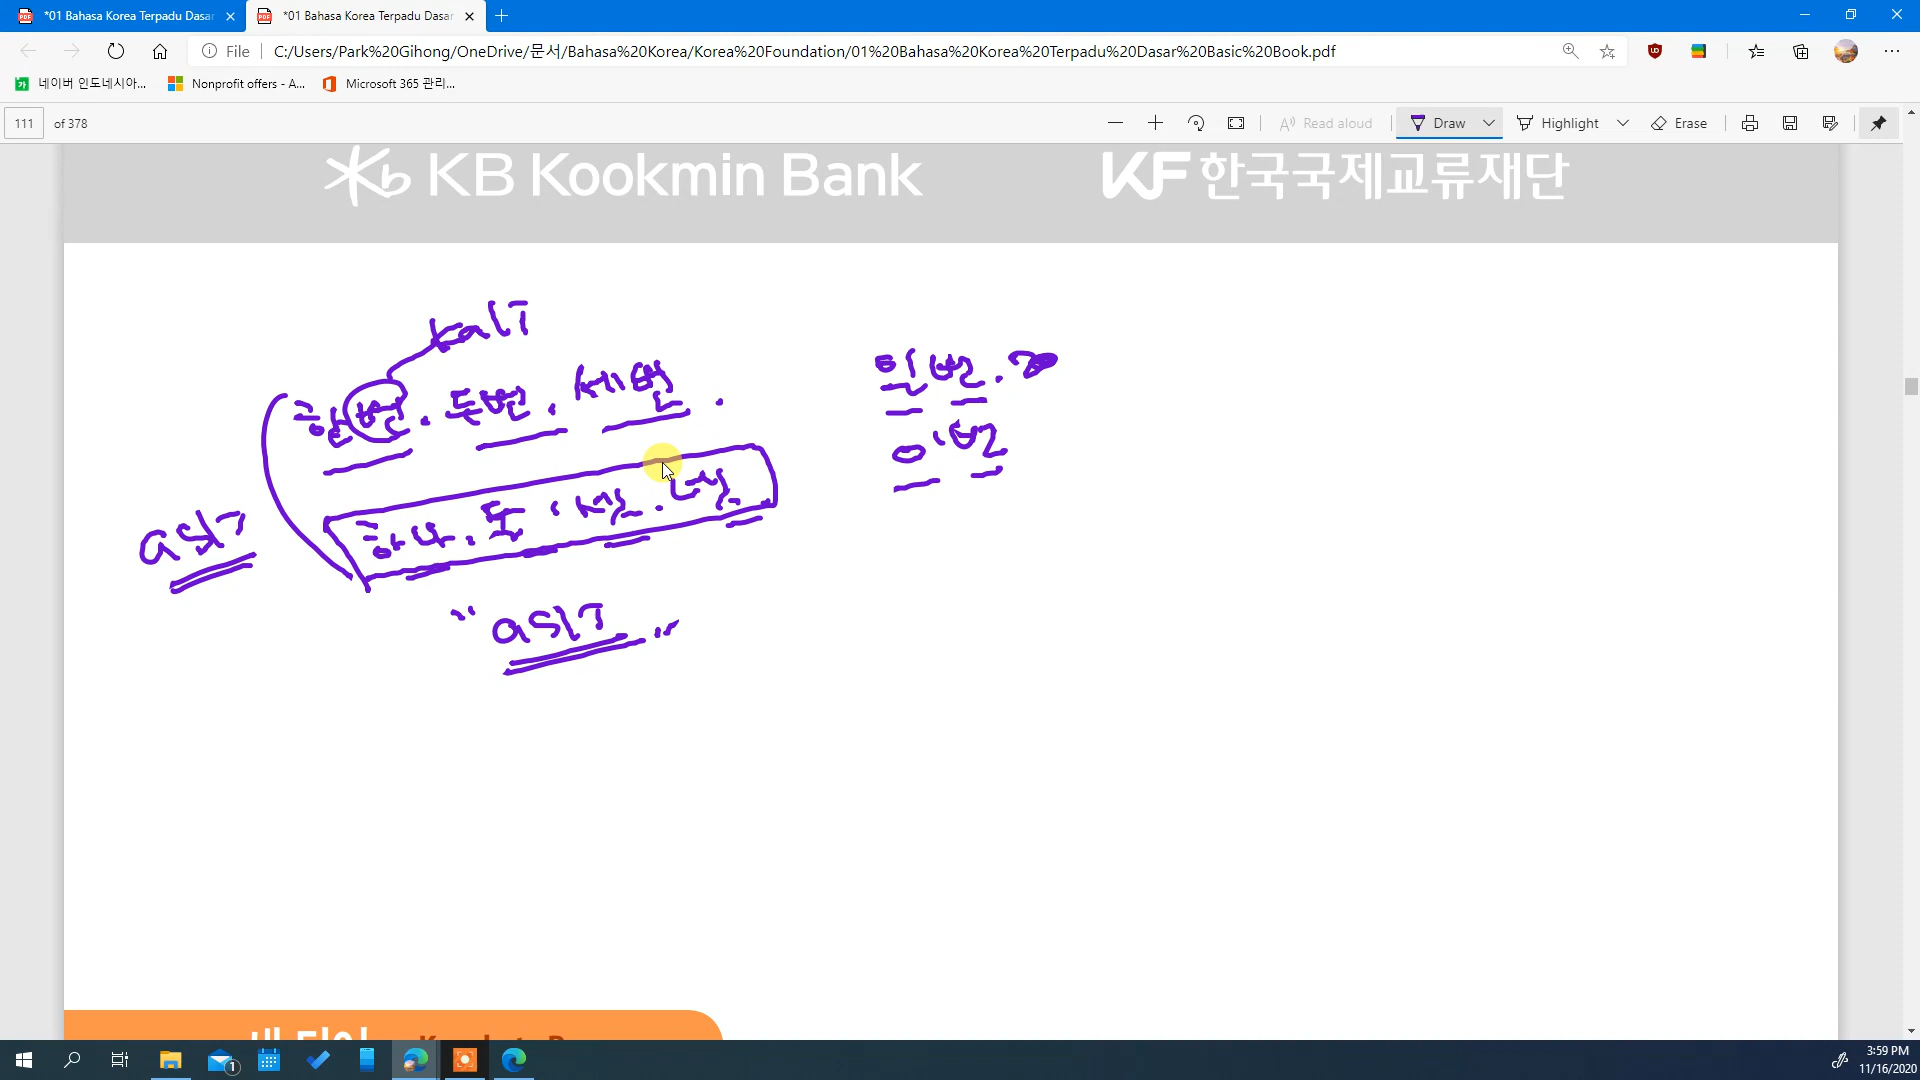 *01 Bahasa Korea Terpadu Dasar
*01 Bahasa Korea Terpadu Dasar
File C:/Users/Park%20Gihong/OneDrive/문서/Bahasa%20Korea/Korea%20Foundation/01%20Bahasa%20Korea%20Terpadu%20Dasar%20Basic%20Book.pdf
네이버 인도네시아... Nonprofit offers - A... Microsoft 365 관리...
111 of 378 Read aloud Draw Highlight Erase
KB Kookmin Bank KF 한국국제교류재단
kali
한번. 두번. 세번.
하나. 둘. 셋. 넷
asli
"asli"
일번.
이번
1
3:59 PM
11/16/2020